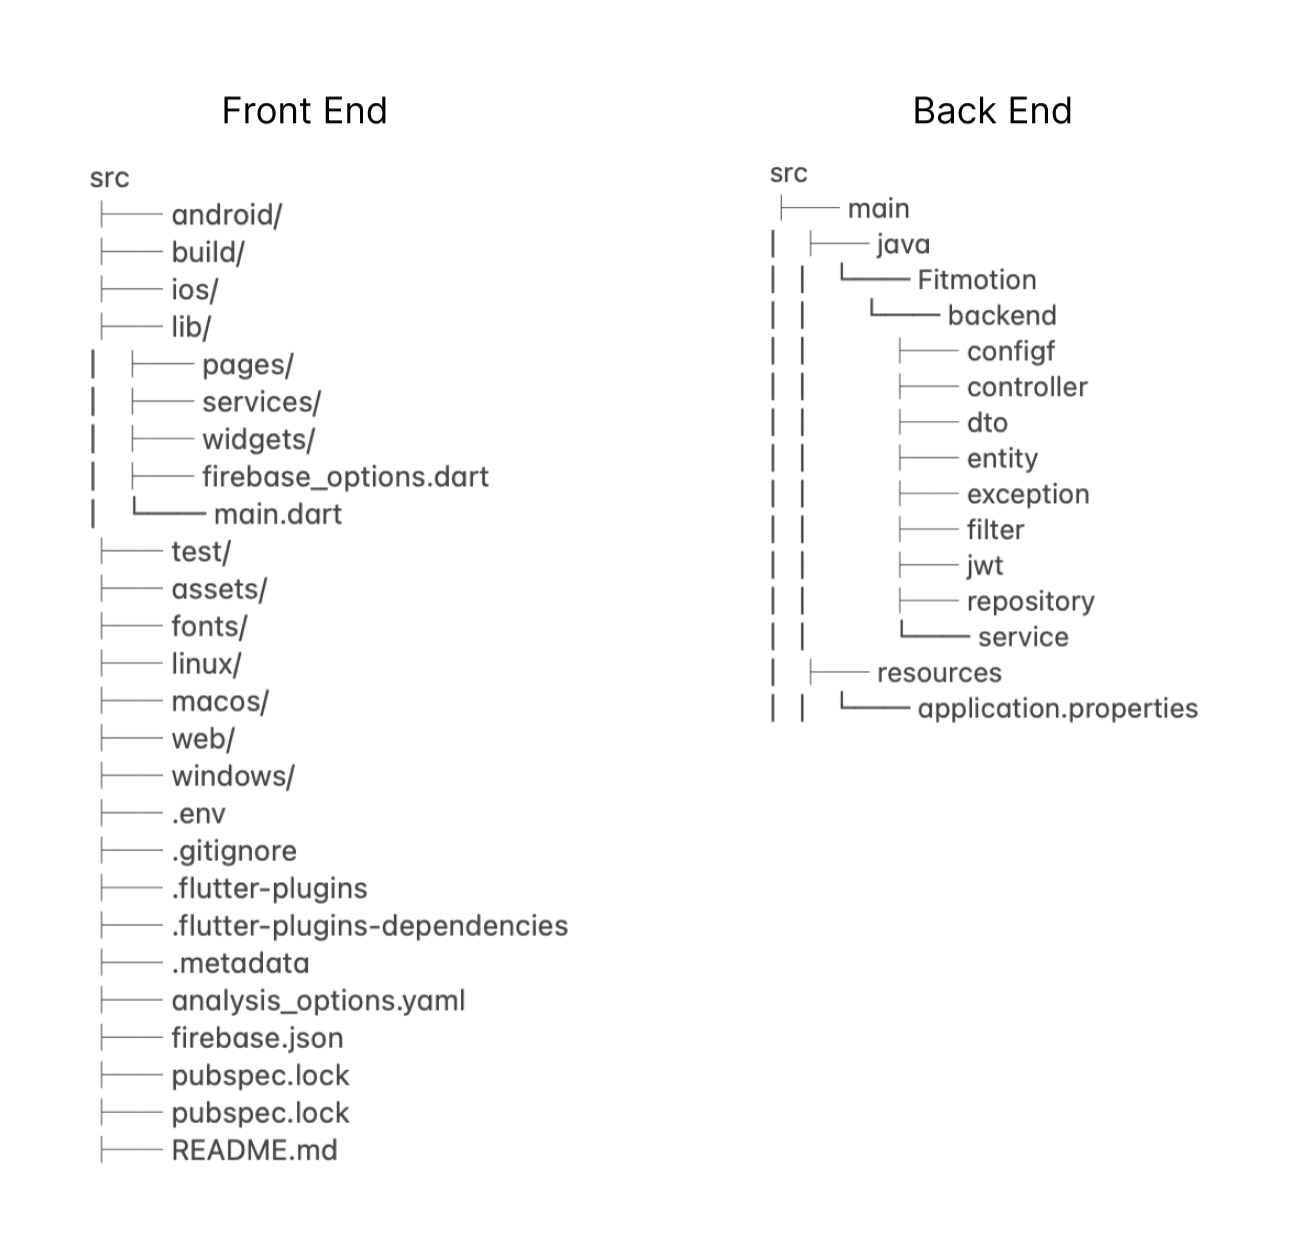 Front End
src
android/
build/
ios/
lib/
pages/
services/
widgets/
firebase_options.dart
main.dart
test/
assets/
fonts/
linux/
macos/
web/
windows/
.env
.gitignore
.flutter-plugins
.flutter-plugins-dependencies
.metadata
analysis_options.yaml
firebase.json
pubspec.lock
pubspec.lock
README.md
Back End
src
main
java
Fitmotion
backend
configf
controller
dto
entity
exception
filter
jwt
repository
service
resources
application.properties